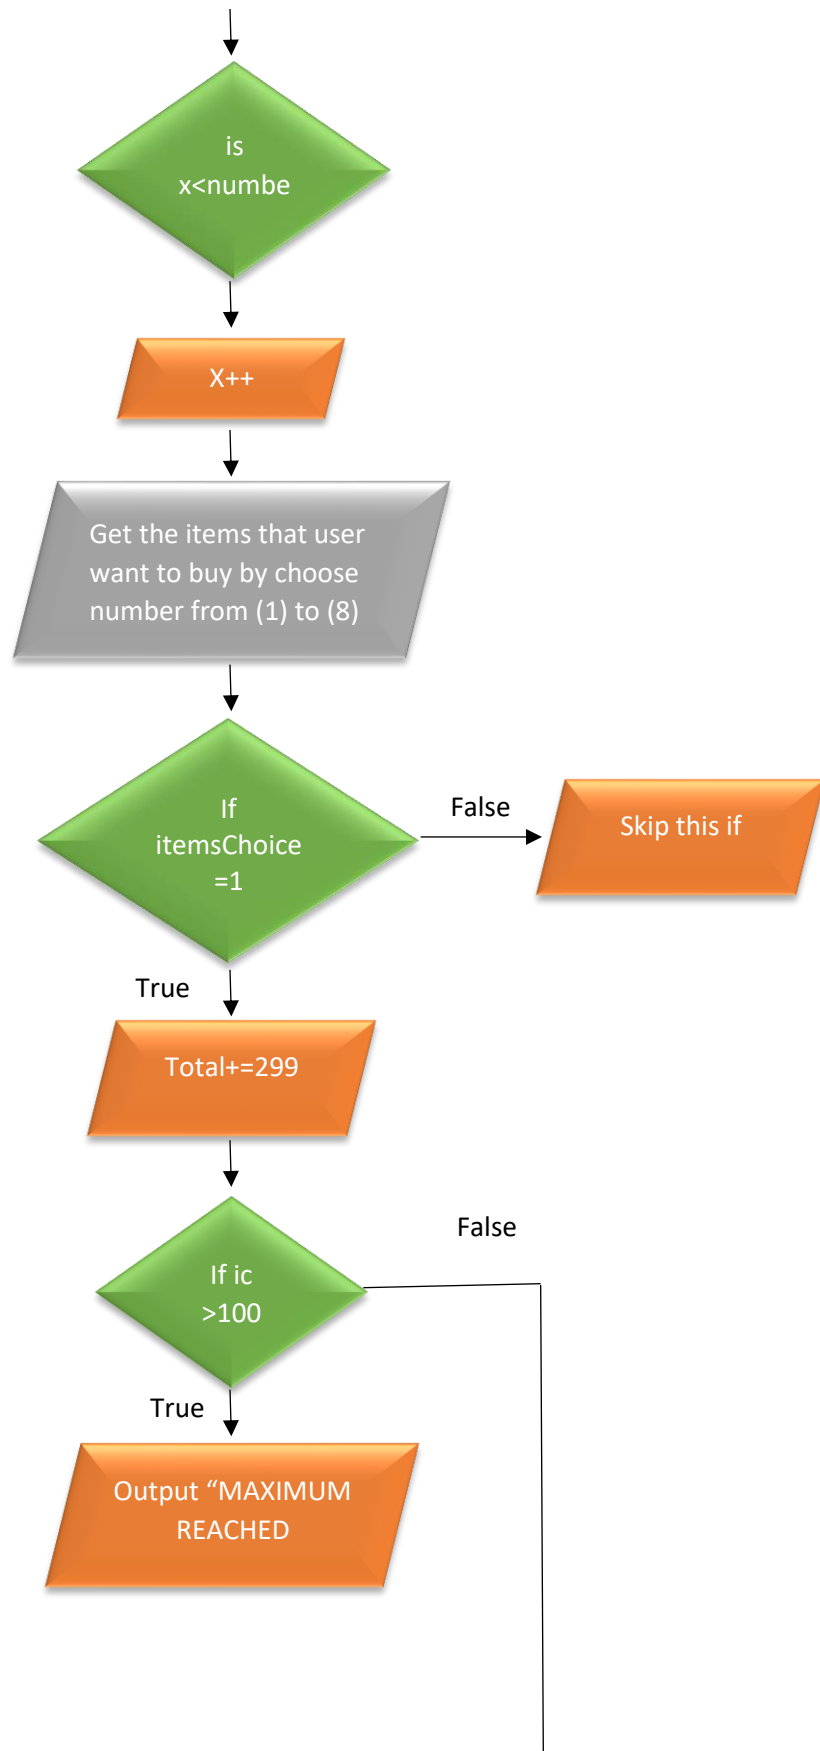 is
x<numbe
X++
Get the items that user
want to buy by choose
number from (1) to (8)
If
itemsChoice
=1
False
Skip this if
True
Total+=299
False
If ic
>100
True
Output “MAXIMUM
REACHED